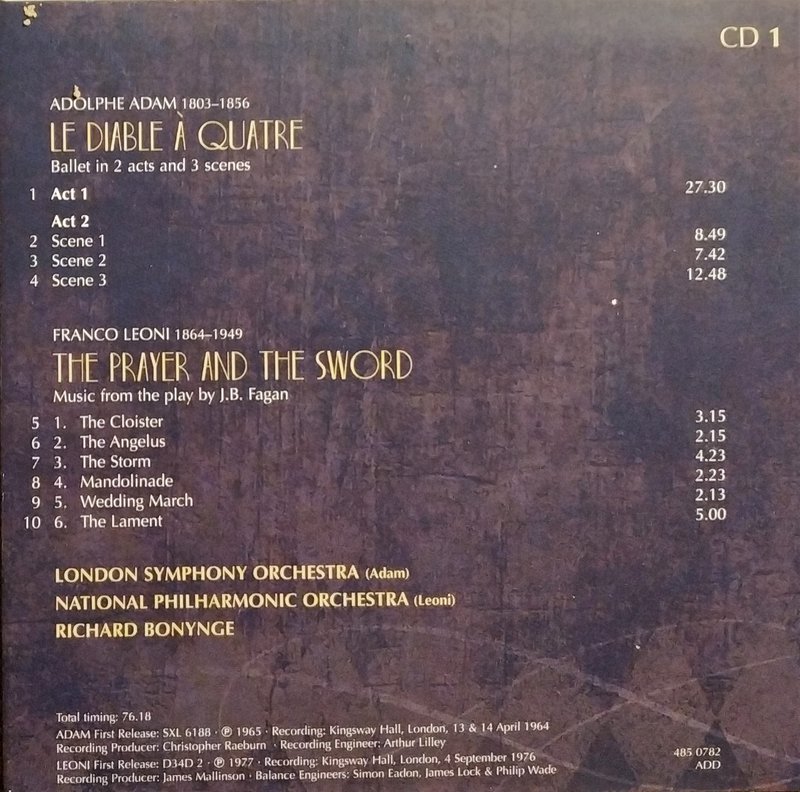 CD 1
ADOLPHE ADAM 1803–1856
LE DIABLE À QUATRE
Ballet in 2 acts and 3 scenes
1 Act 1 27.30
Act 2
2 Scene 1 8.49
3 Scene 2 7.42
4 Scene 3 12.48
FRANCO LEONI 1864–1949
THE PRAYER AND THE SWORD
Music from the play by J.B. Fagan
5 1. The Cloister 3.15
6 2. The Angelus 2.15
7 3. The Storm 4.23
8 4. Mandolinade 2.23
9 5. Wedding March 2.13
10 6. The Lament 5.00
LONDON SYMPHONY ORCHESTRA (Adam)
NATIONAL PHILHARMONIC ORCHESTRA (Leoni)
RICHARD BONYNGE
Total timing: 76.18
ADAM First Release: SXL 6188 · ℗ 1965 · Recording: Kingsway Hall, London, 13 & 14 April 1964
Recording Producer: Christopher Raeburn · Recording Engineer: Arthur Lilley
LEONI First Release: D34D 2 · ℗ 1977 · Recording: Kingsway Hall, London, 4 September 1976
Recording Producer: James Mallinson · Balance Engineers: Simon Eadon, James Lock & Philip Wade
485 0782
ADD